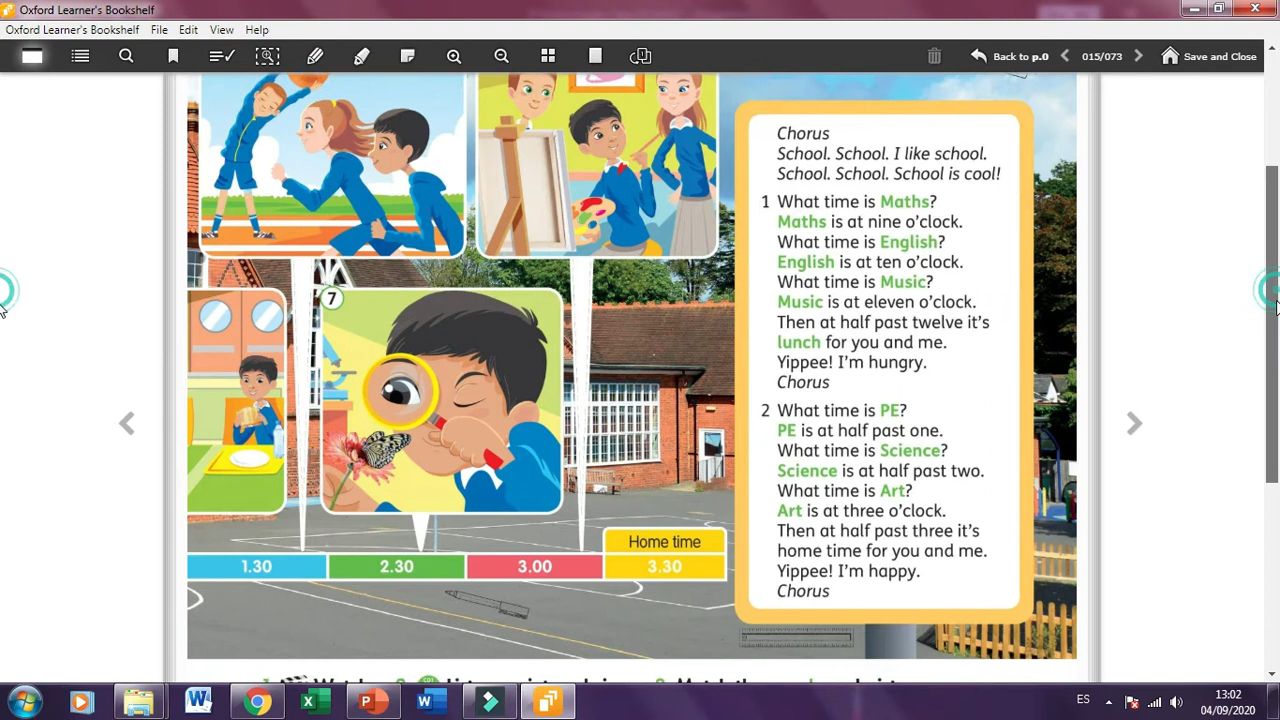 Oxford Learner's Bookshelf
Oxford Learner's Bookshelf File Edit View Help
Back to p.0 015/073 Save and Close
Chorus
School. School. I like school.
School. School. School is cool!
1 What time is Maths?
Maths is at nine o'clock.
What time is English?
English is at ten o'clock.
What time is Music?
Music is at eleven o'clock.
Then at half past twelve it's
lunch for you and me.
Yippee! I'm hungry.
Chorus
2 What time is PE?
PE is at half past one.
What time is Science?
Science is at half past two.
What time is Art?
Art is at three o'clock.
Then at half past three it's
home time for you and me.
Yippee! I'm happy.
Chorus
7
Home time
1.30 2.30 3.00 3.30
ES 13:02
04/09/2020